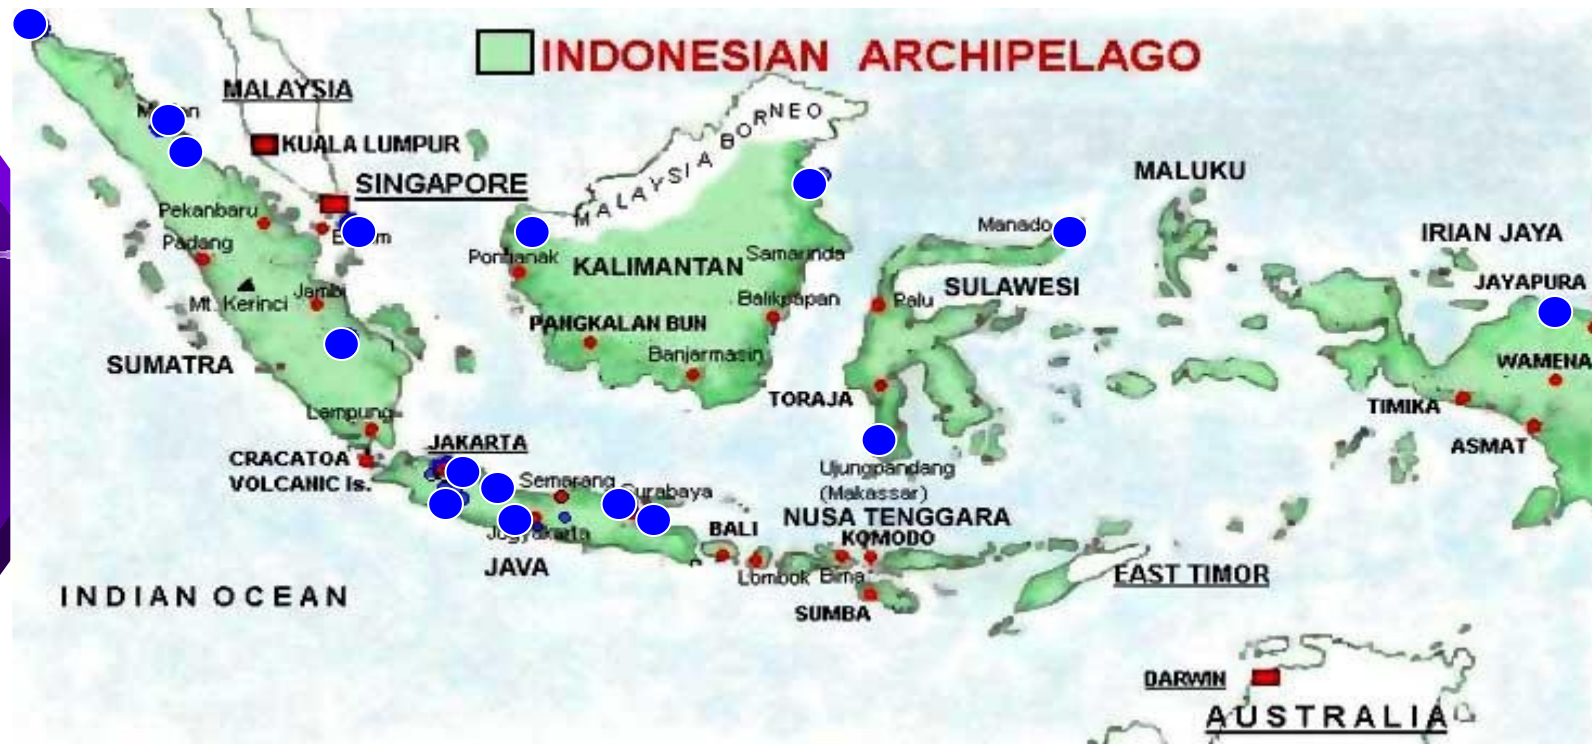 INDONESIAN ARCHIPELAGO
MALAYSIA
KUALA LUMPUR
SINGAPORE
MALAYSIA BORNEO
MALUKU
Pekanbaru
Padang
Manado
IRIAN JAYA
Pontianak
KALIMANTAN
Samarinda
SULAWESI
JAYAPURA
Mt. Kerinci
Jambi
Balikpapan
Palu
PANGKALAN BUN
SUMATRA
Banjarmasin
WAMENA
TORAJA
TIMIKA
Lampung
ASMAT
JAKARTA
CRACATOA
VOLCANIC Is.
Semarang
Ujungpandang
(Makassar)
NUSA TENGGARA
BALI
KOMODO
JAVA
Lombok
Bima
EAST TIMOR
INDIAN OCEAN
SUMBA
DARWIN
AUSTRALIA